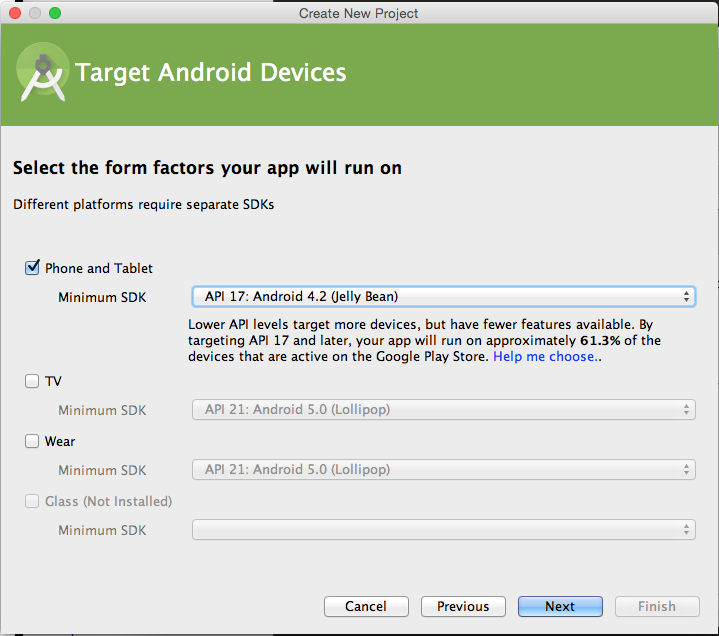 Create New Project
Target Android Devices
Select the form factors your app will run on
Different platforms require separate SDKs
Phone and Tablet
Minimum SDK
API 17: Android 4.2 (Jelly Bean)
Lower API levels target more devices, but have fewer features available. By
targeting API 17 and later, your app will run on approximately 61.3% of the
devices that are active on the Google Play Store. Help me choose..
TV
Minimum SDK
API 21: Android 5.0 (Lollipop)
Wear
Minimum SDK
API 21: Android 5.0 (Lollipop)
Glass (Not Installed)
Minimum SDK
Cancel
Previous
Next
Finish